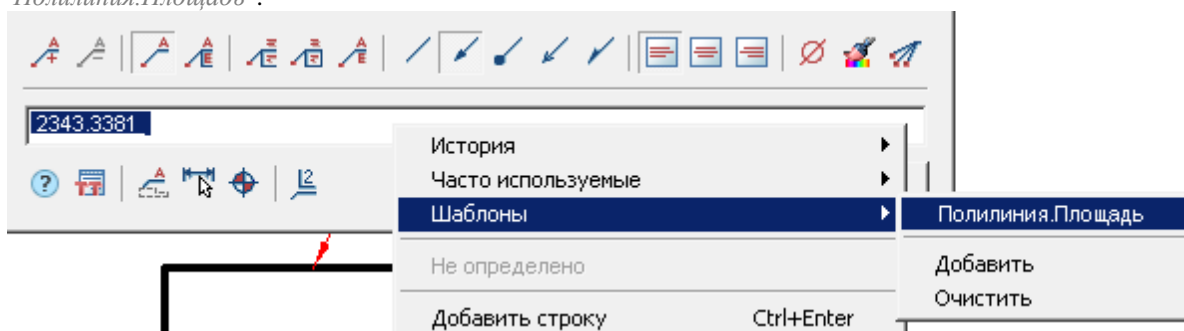 "Полилиния.Площадь".
2343.3381
История
Часто используемые
Шаблоны
Полилиния.Площадь
Не определено
Добавить
Очистить
Добавить строку Ctrl+Enter